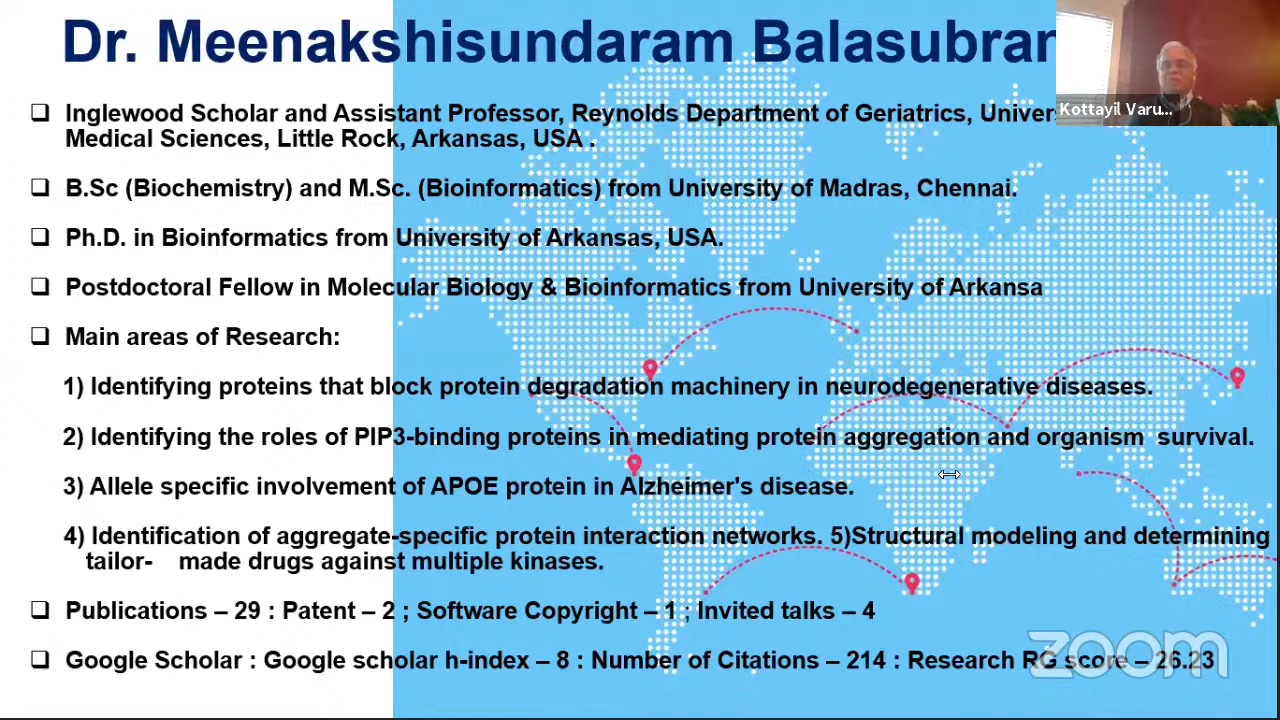 Dr. Meenakshisundaram
Kottayil Varu...
❑ Inglewood Scholar and Assistant Professor, Reynolds Department of Geriatrics,
Medical Sciences, Little Rock, Arkansas, USA .
❑ B.Sc (Biochemistry) and M.Sc. (Bioinformatics) from University of Madras, Chennai.
❑ Ph.D. in Bioinformatics from University of Arkansas, USA.
❑ Postdoctoral Fellow in Molecular Biology & Bioinformatics from University of Arkansa
❑ Main areas of Research:
1) Identifying proteins that block protein degradation machinery in neurodegenerative diseases.
2) Identifying the roles of PIP3-binding proteins in mediating protein aggregation and organism survival.
3) Allele specific involvement of APOE protein in Alzheimer's disease.
4) Identification of aggregate-specific protein interaction networks. 5)Structural modeling and determining
tailor- made drugs against multiple kinases.
❑ Publications – 29 : Patent – 2 ; Software Copyright – 1 ; Invited talks – 4
❑ Google Scholar : Google scholar h-index – 8 : Number of Citations – 214 : Research RG score – 26.23
zoom